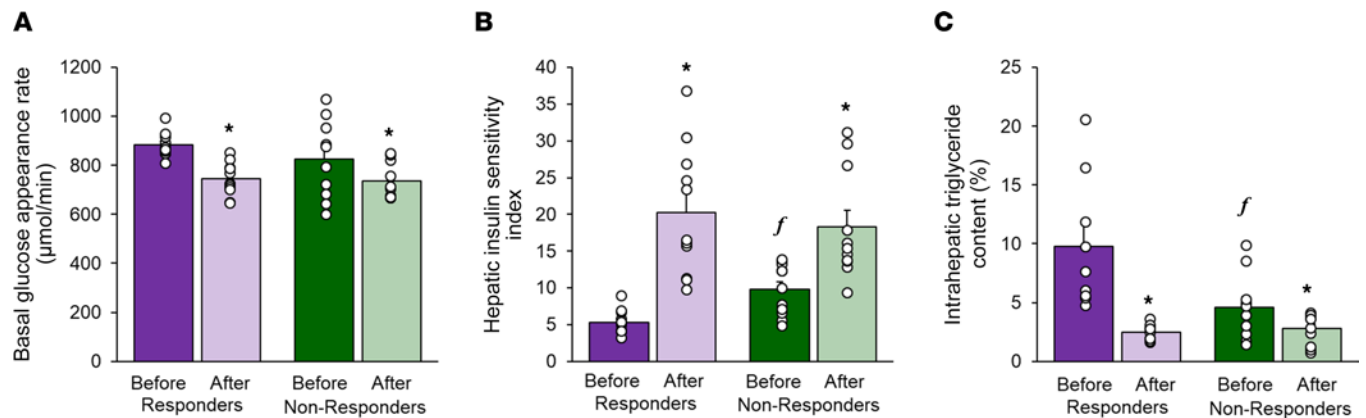 A
Basal glucose appearance rate
(µmol/min)
1200
1000
800
600
400
200
0
*
*
Before After Before After
Responders Non-Responders
B
Hepatic insulin sensitivity
index
40
35
30
25
20
15
10
5
0
*
f
*
Before After Before After
Responders Non-Responders
C
Intrahepatic triglyceride
content (%)
25
20
15
10
5
0
*
f
*
Before After Before After
Responders Non-Responders